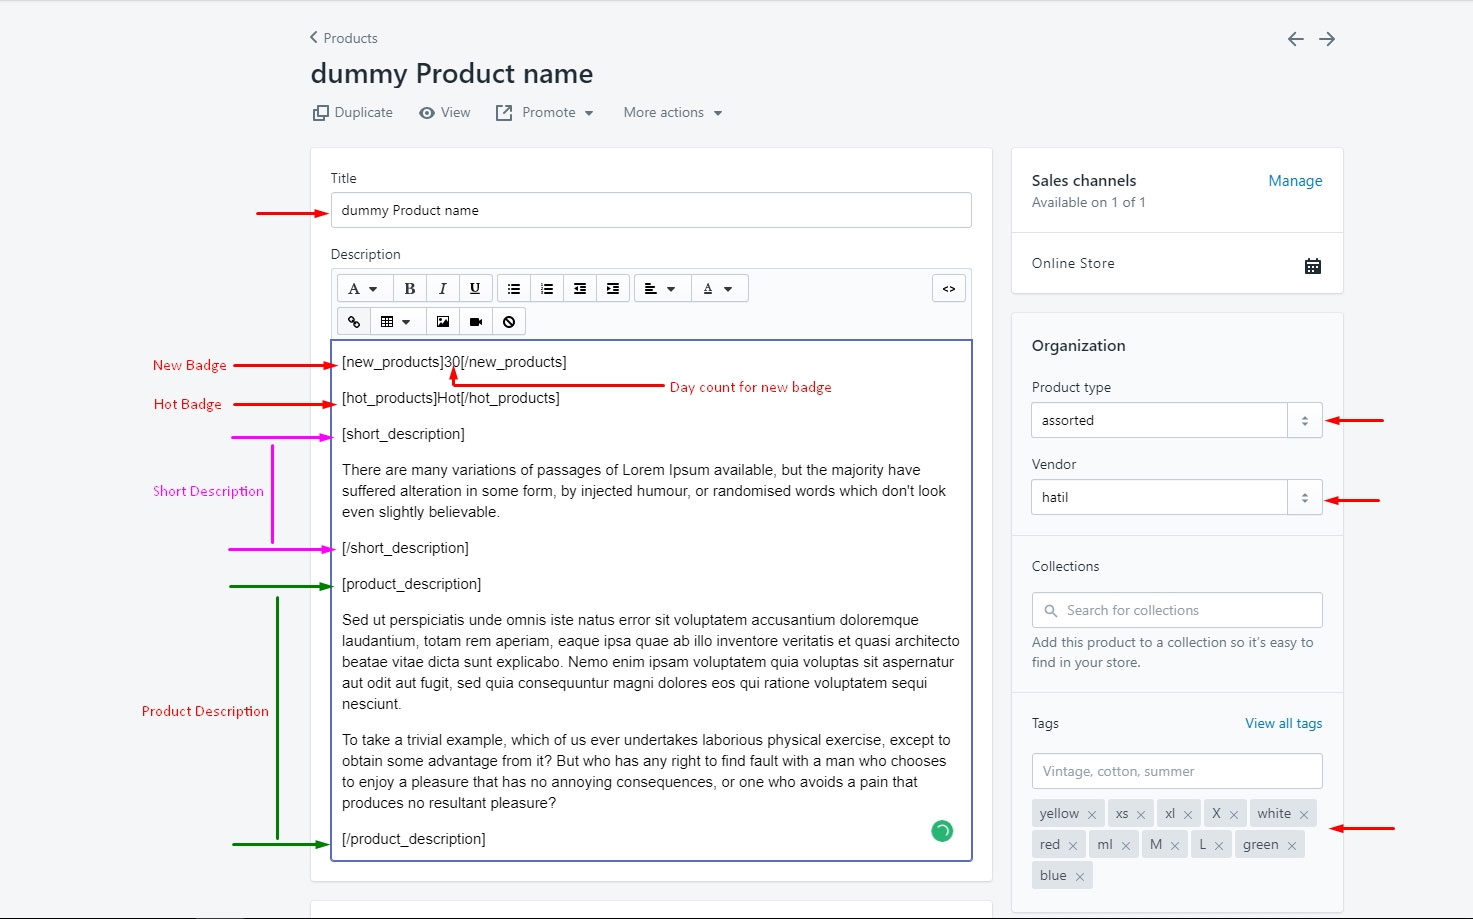 Products
dummy Product name
Duplicate View Promote More actions
Title
dummy Product name
Description
A B I U A <>
New Badge [new_products]30[/new_products]
Day count for new badge
Hot Badge [hot_products]Hot[/hot_products]
[short_description]
Short Description
There are many variations of passages of Lorem Ipsum available, but the majority have
suffered alteration in some form, by injected humour, or randomised words which don't look
even slightly believable.
[/short_description]
[product_description]
Product Description
Sed ut perspiciatis unde omnis iste natus error sit voluptatem accusantium doloremque
laudantium, totam rem aperiam, eaque ipsa quae ab illo inventore veritatis et quasi architecto
beatae vitae dicta sunt explicabo. Nemo enim ipsam voluptatem quia voluptas sit aspernatur
aut odit aut fugit, sed quia consequuntur magni dolores eos qui ratione voluptatem sequi
nesciunt.
To take a trivial example, which of us ever undertakes laborious physical exercise, except to
obtain some advantage from it? But who has any right to find fault with a man who chooses
to enjoy a pleasure that has no annoying consequences, or one who avoids a pain that
produces no resultant pleasure?
[/product_description]
Sales channels Manage
Available on 1 of 1
Online Store
Organization
Product type
assorted
Vendor
hatil
Collections
Search for collections
Add this product to a collection so it's easy to
find in your store.
Tags View all tags
Vintage, cotton, summer
yellow × xs × xl × X × white ×
red × ml × M × L × green ×
blue ×